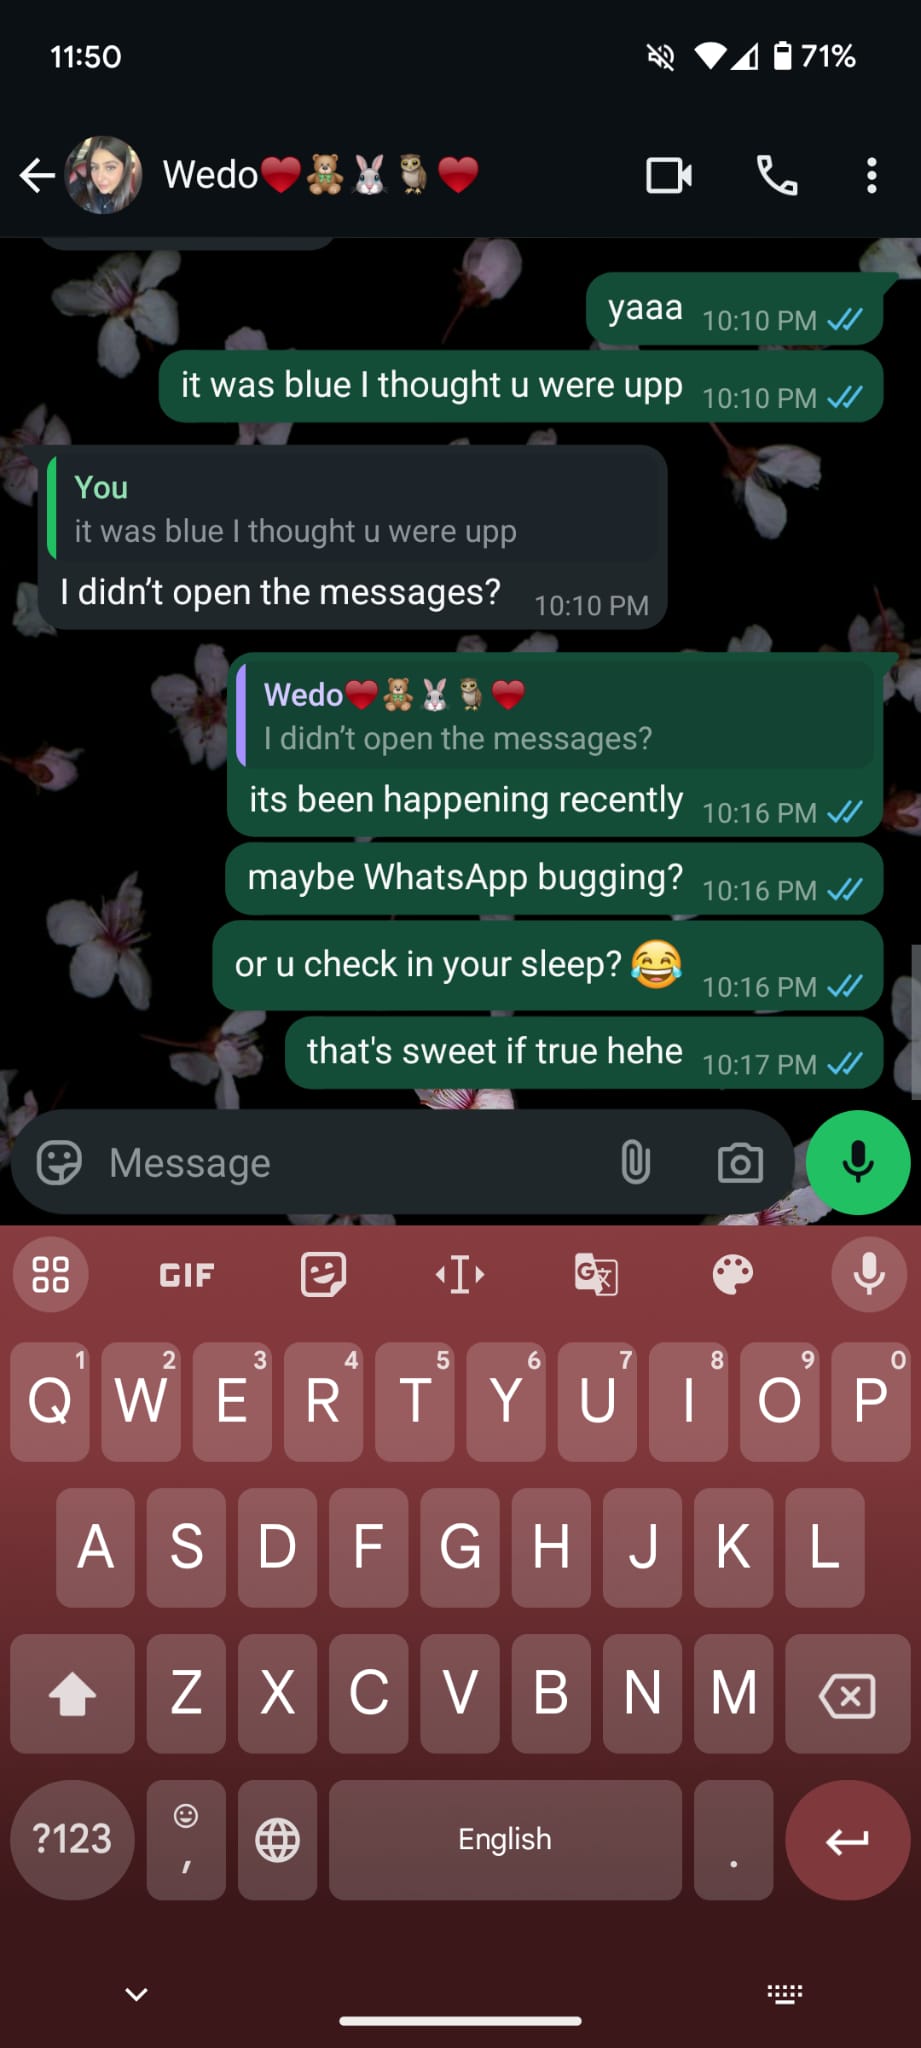 11:50
71%
Wedo❤️🧸🐰🦉❤️
yaaa 10:10 PM
it was blue I thought u were upp 10:10 PM
You
it was blue I thought u were upp
I didn’t open the messages? 10:10 PM
Wedo❤️🧸🐰🦉❤️
I didn’t open the messages?
its been happening recently 10:16 PM
maybe WhatsApp bugging? 10:16 PM
or u check in your sleep? 😂 10:16 PM
that's sweet if true hehe 10:17 PM
Message
GIF
1 2 3 4 5 6 7 8 9 0
Q W E R T Y U I O P
A S D F G H J K L
Z X C V B N M
?123 , English .